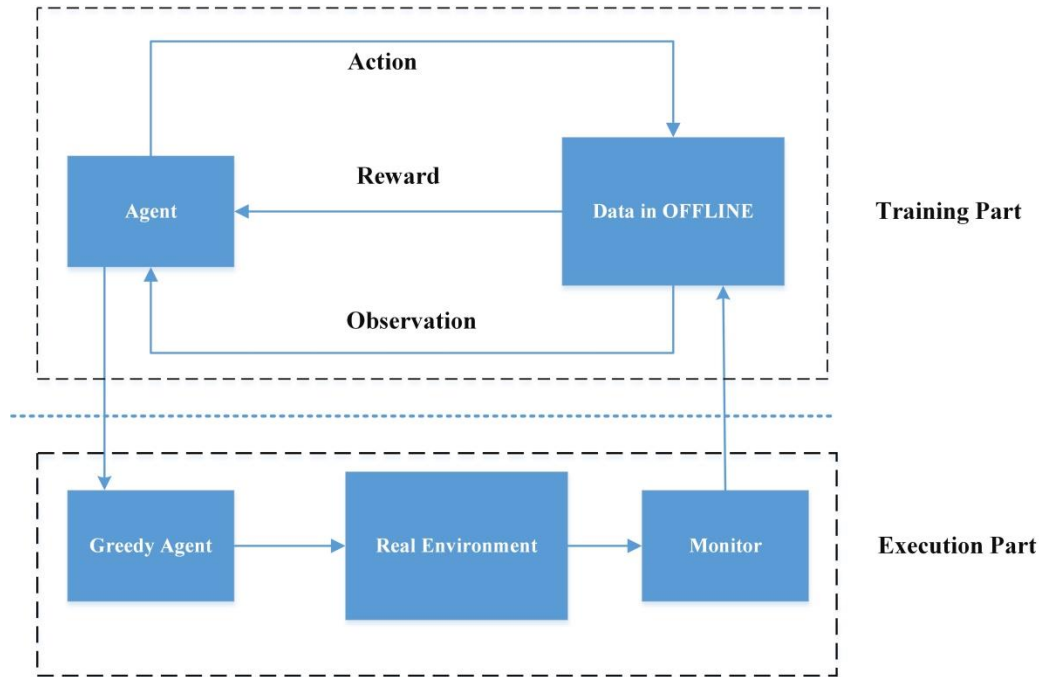 Action
Reward
Agent
Data in OFFLINE
Training Part
Observation
Greedy Agent
Real Environment
Monitor
Execution Part